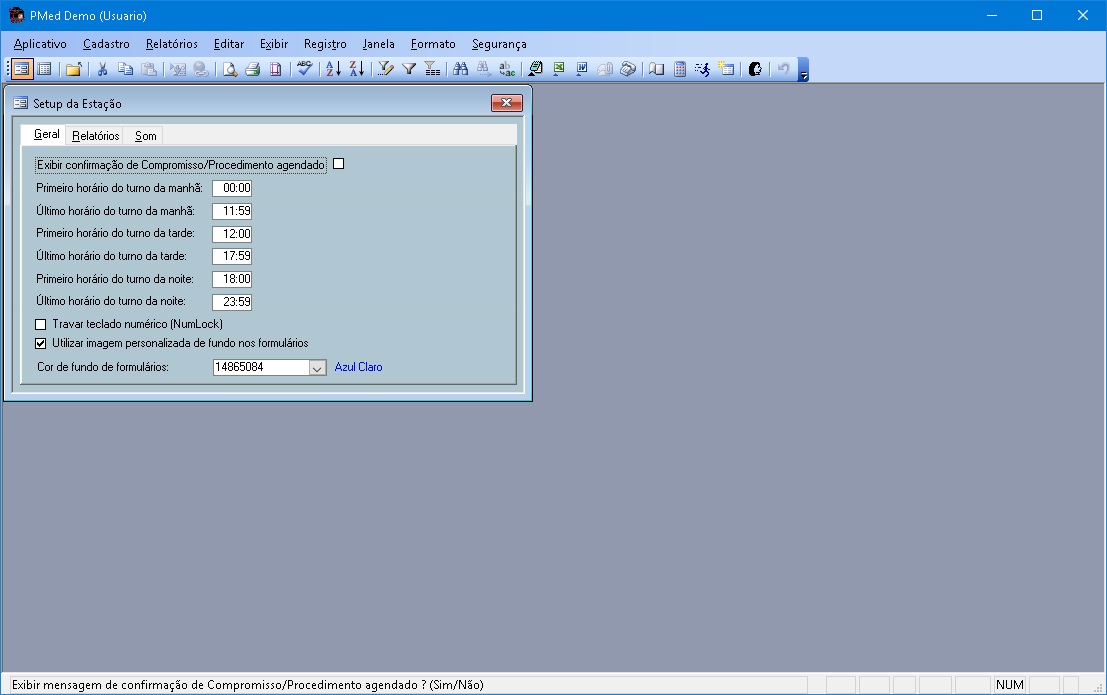 PMed Demo (Usuario)
Aplicativo Cadastro Relatórios Editar Exibir Registro Janela Formato Segurança
Setup da Estação
Geral Relatórios Som
Exibir confirmação de Compromisso/Procedimento agendado
Primeiro horário do turno da manhã: 00:00
Último horário do turno da manhã: 11:59
Primeiro horário do turno da tarde: 12:00
Último horário do turno da tarde: 17:59
Primeiro horário do turno da noite: 18:00
Último horário do turno da noite: 23:59
Travar teclado numérico (NumLock)
Utilizar imagem personalizada de fundo nos formulários
Cor de fundo de formulários: 14865084 Azul Claro
Exibir mensagem de confirmação de Compromisso/Procedimento agendado ? (Sim/Não) NUM